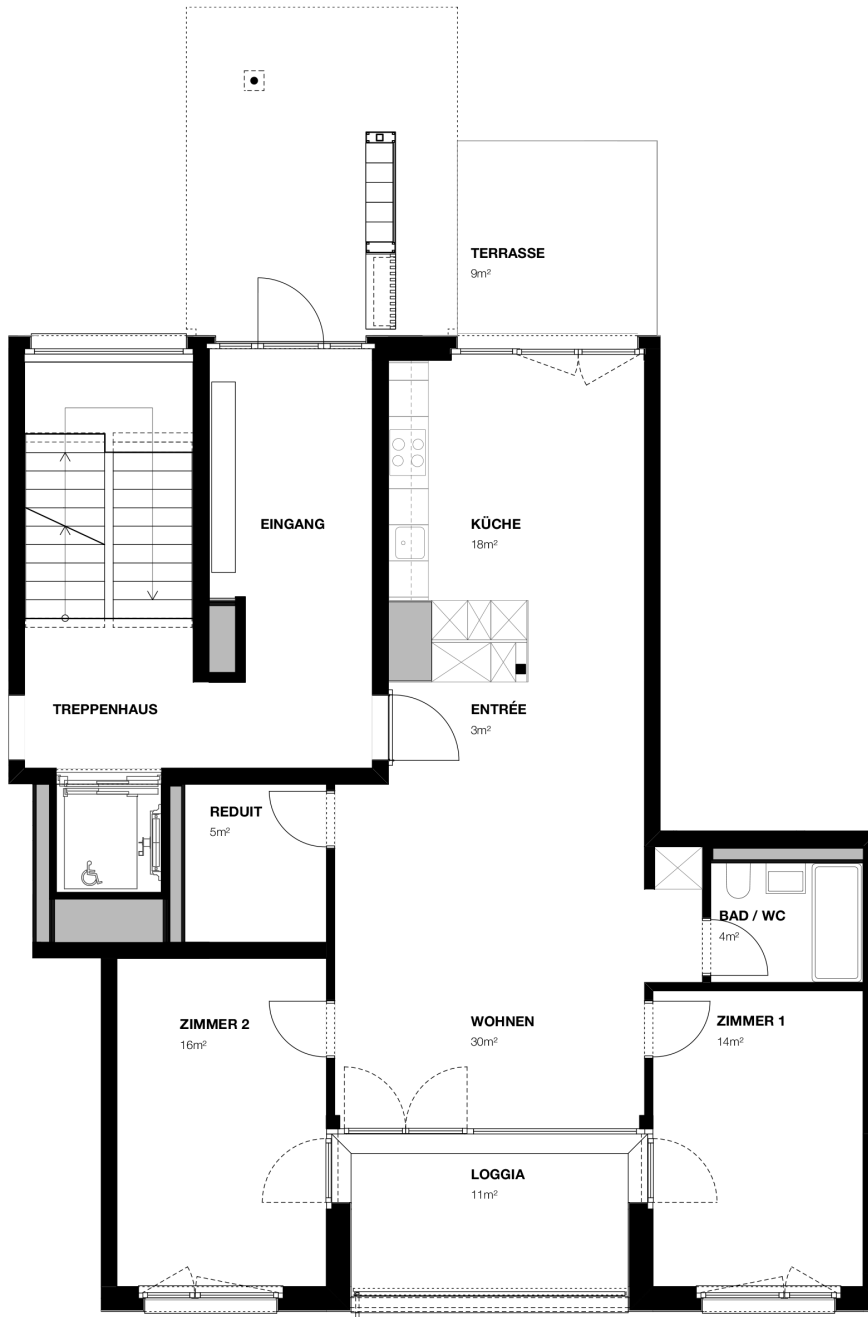 TERRASSE
9m²
EINGANG
KÜCHE
18m²
TREPPENHAUS
ENTRÉE
3m²
REDUIT
5m²
BAD / WC
4m²
ZIMMER 2
16m²
WOHNEN
30m²
ZIMMER 1
14m²
LOGGIA
11m²